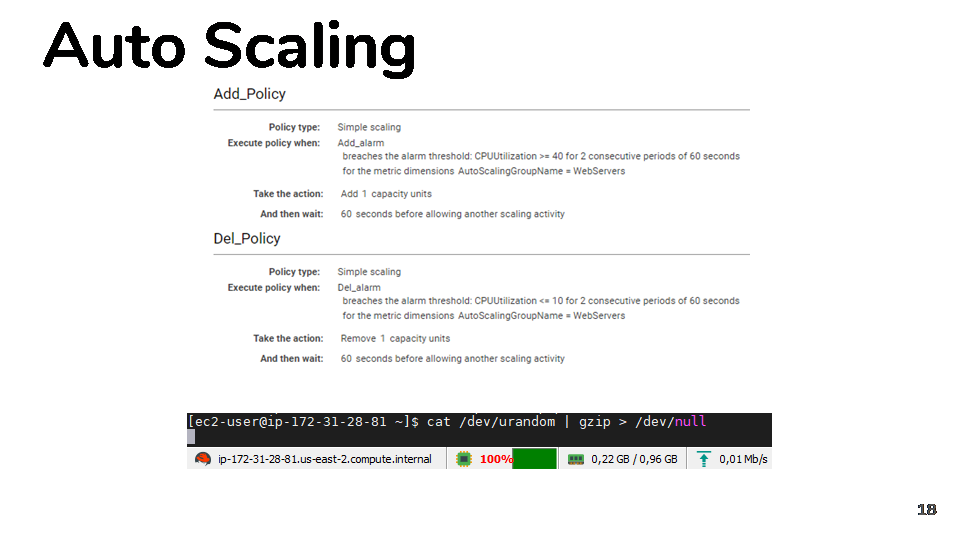 Auto Scaling
Add_Policy
Policy type: Simple scaling
Execute policy when: Add_alarm
breaches the alarm threshold: CPUUtilization >= 40 for 2 consecutive periods of 60 seconds
for the metric dimensions AutoScalingGroupName = WebServers
Take the action: Add 1 capacity units
And then wait: 60 seconds before allowing another scaling activity
Del_Policy
Policy type: Simple scaling
Execute policy when: Del_alarm
breaches the alarm threshold: CPUUtilization <= 10 for 2 consecutive periods of 60 seconds
for the metric dimensions AutoScalingGroupName = WebServers
Take the action: Remove 1 capacity units
And then wait: 60 seconds before allowing another scaling activity
[ec2-user@ip-172-31-28-81 ~]$ cat /dev/urandom | gzip > /dev/null
ip-172-31-28-81.us-east-2.compute.internal 100% 0,22 GB / 0,96 GB 0,01 Mb/s